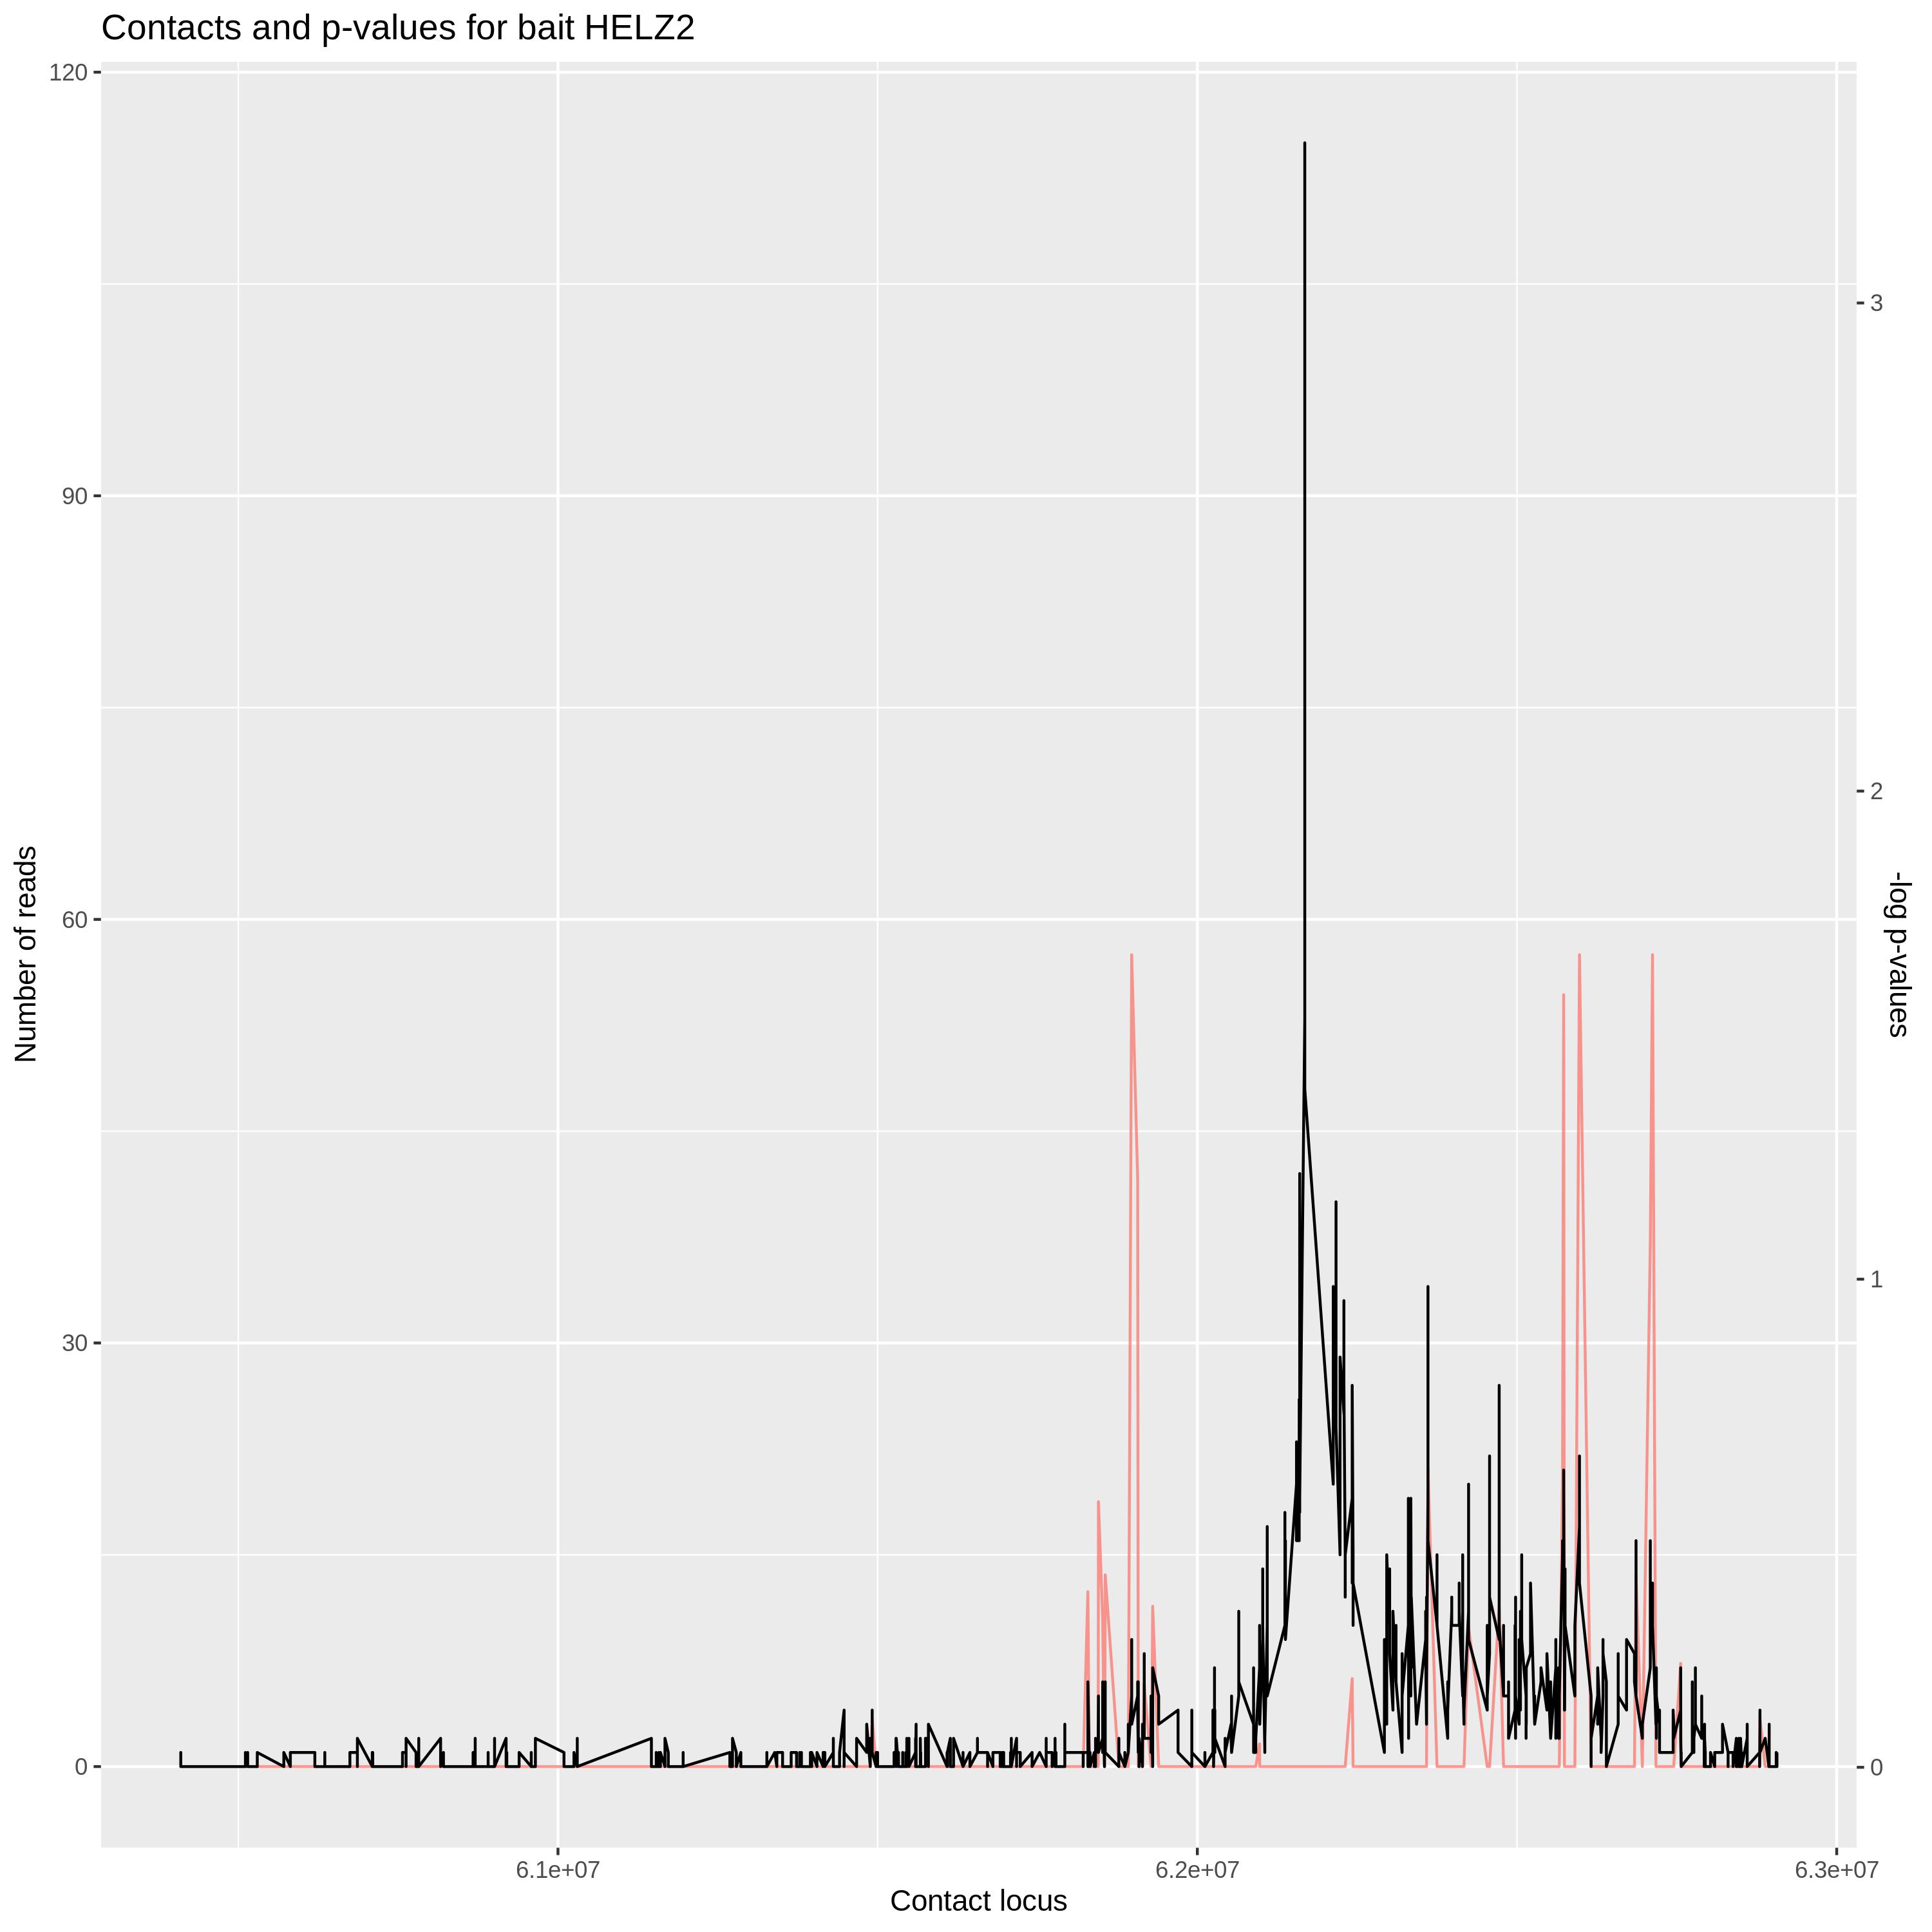 Contacts and p-values for bait HELZ2
120
90
60
30
0
Number of reads
3
2
1
0
-log p-values
6.1e+07
6.2e+07
6.3e+07
Contact locus